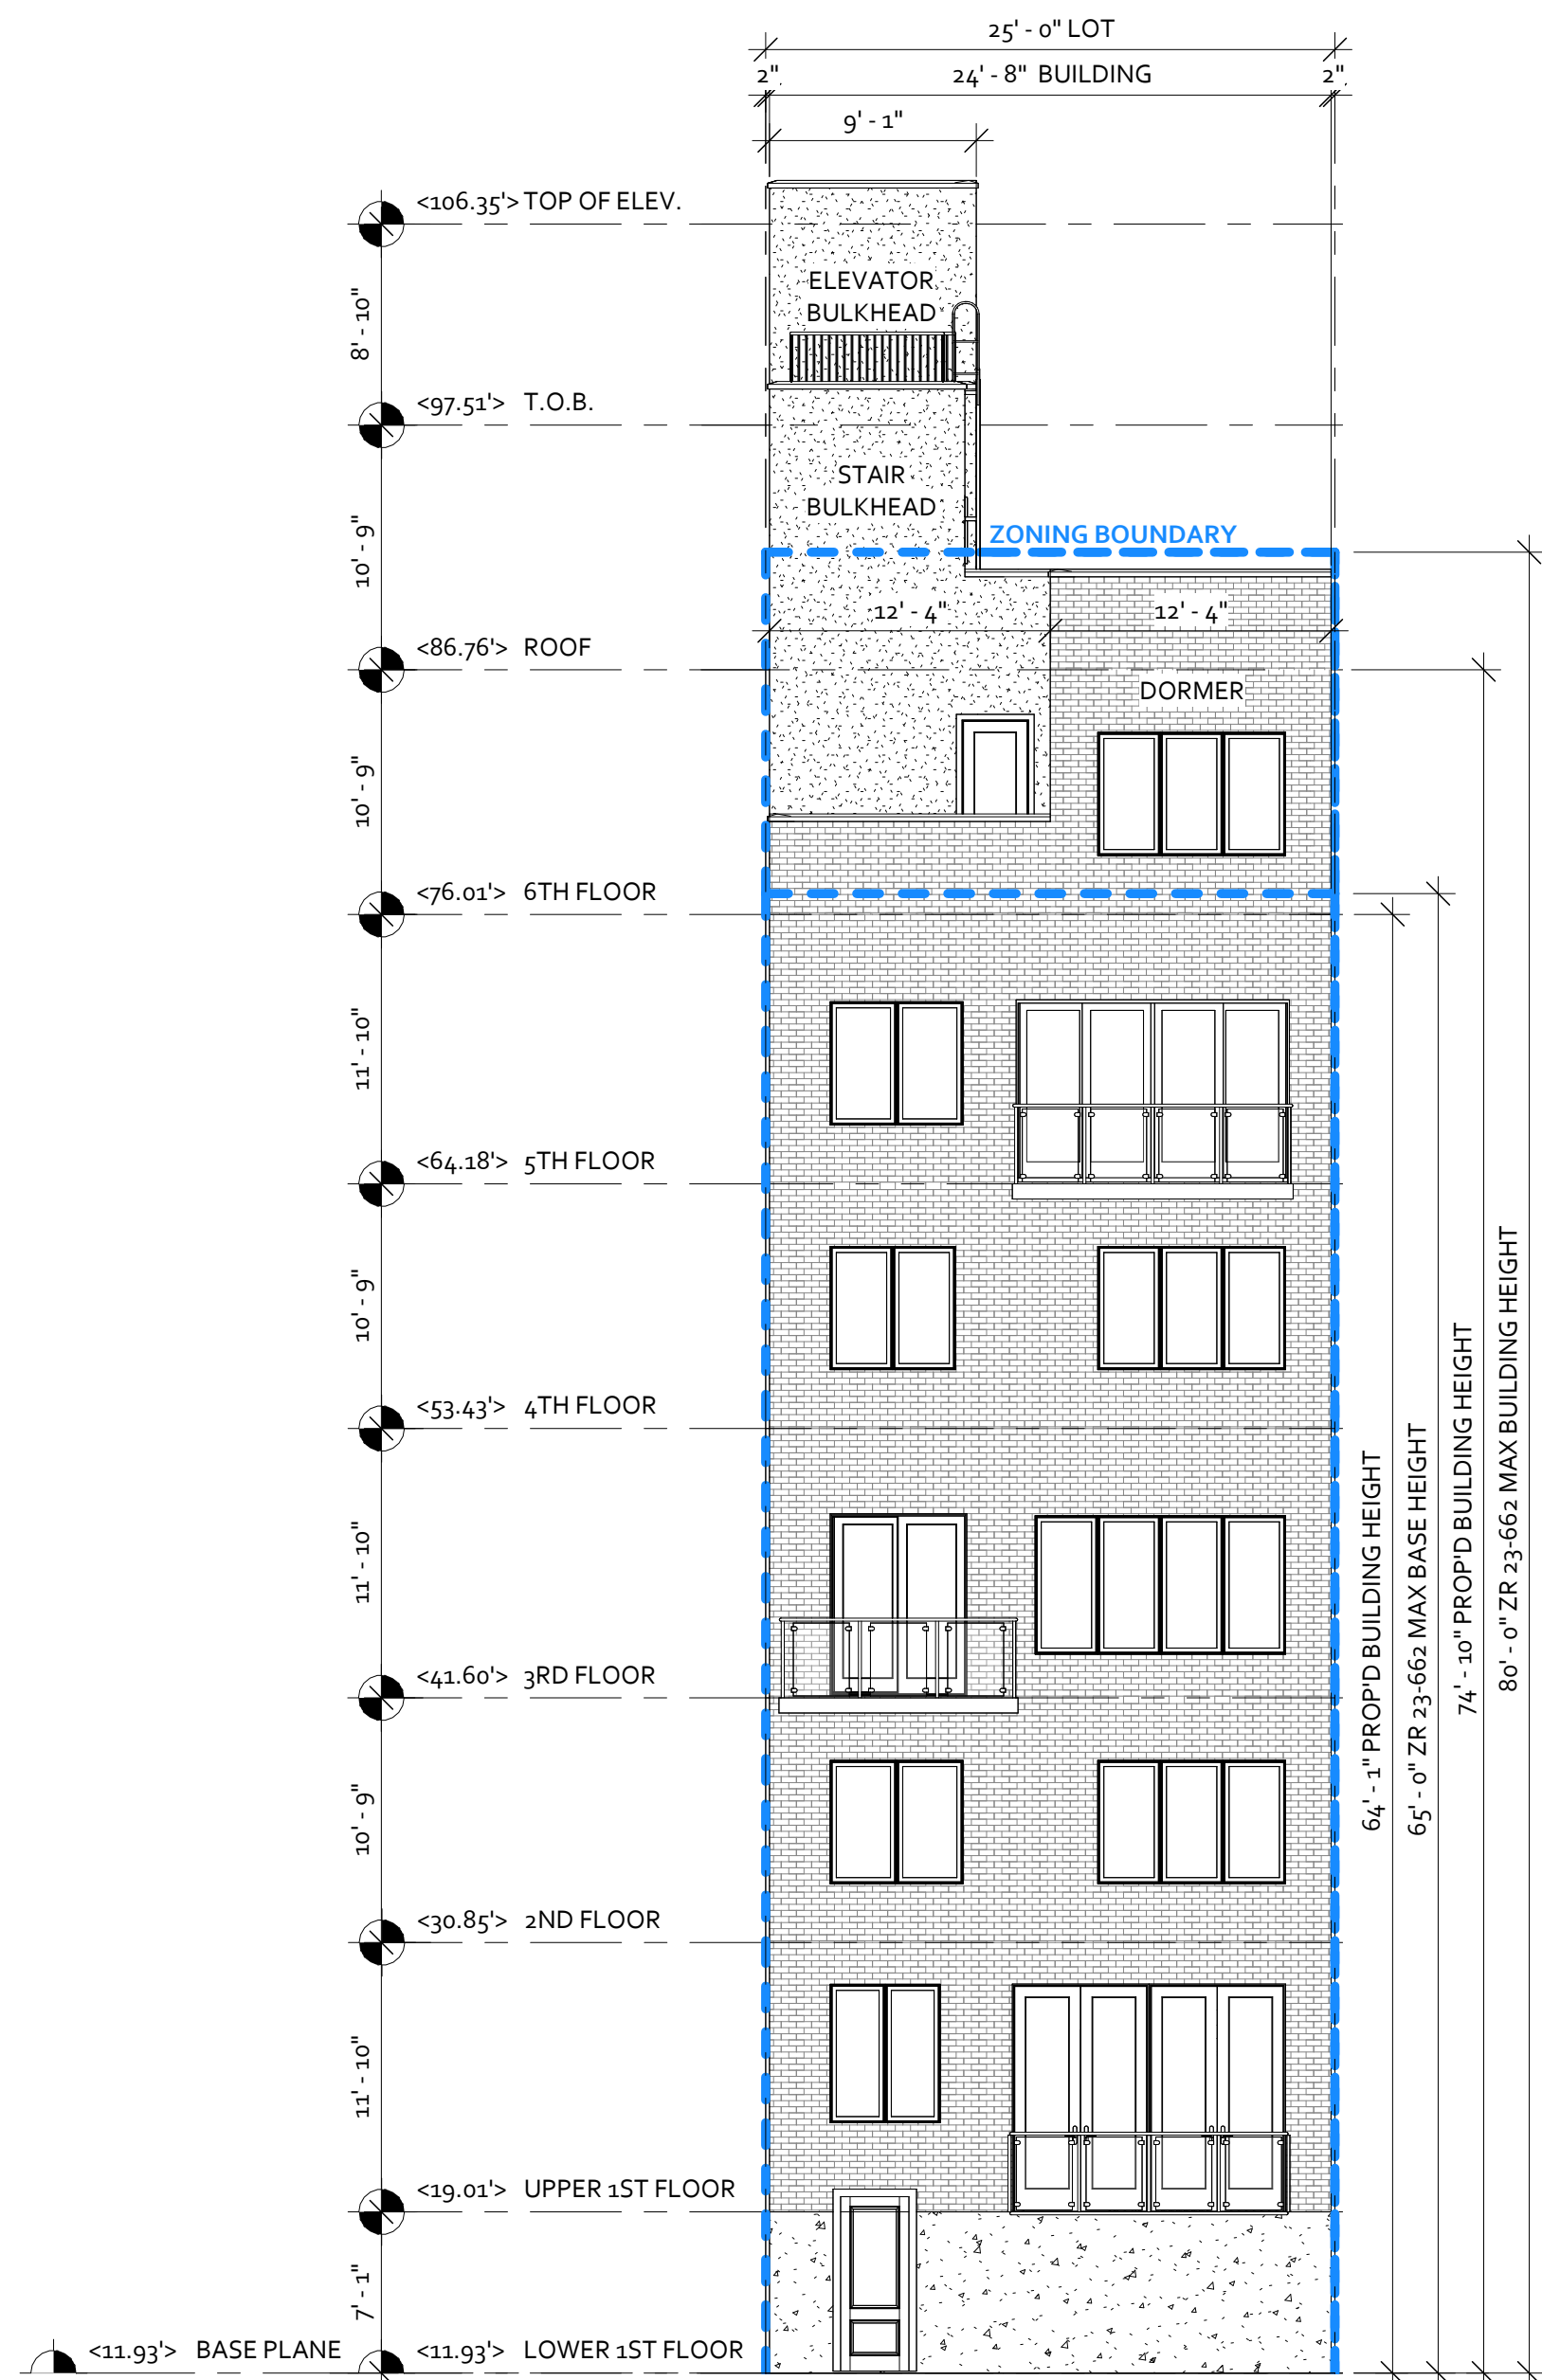 25' - 0" LOT
2" 24' - 8" BUILDING 2"
9' - 1"
<106.35'> TOP OF ELEV.
ELEVATOR
BULKHEAD
8' - 10"
<97.51'> T.O.B.
STAIR
BULKHEAD
ZONING BOUNDARY
10' - 9"
12' - 4" 12' - 4"
<86.76'> ROOF
DORMER
10' - 9"
<76.01'> 6TH FLOOR
11' - 10"
<64.18'> 5TH FLOOR
10' - 9"
<53.43'> 4TH FLOOR
11' - 10"
<41.60'> 3RD FLOOR
10' - 9"
<30.85'> 2ND FLOOR
11' - 10"
<19.01'> UPPER 1ST FLOOR
7' - 1"
<11.93'> BASE PLANE
<11.93'> LOWER 1ST FLOOR
64' - 1" PROP'D BUILDING HEIGHT
65' - 0" ZR 23-662 MAX BASE HEIGHT
74' - 10" PROP'D BUILDING HEIGHT
80' - 0" ZR 23-662 MAX BUILDING HEIGHT